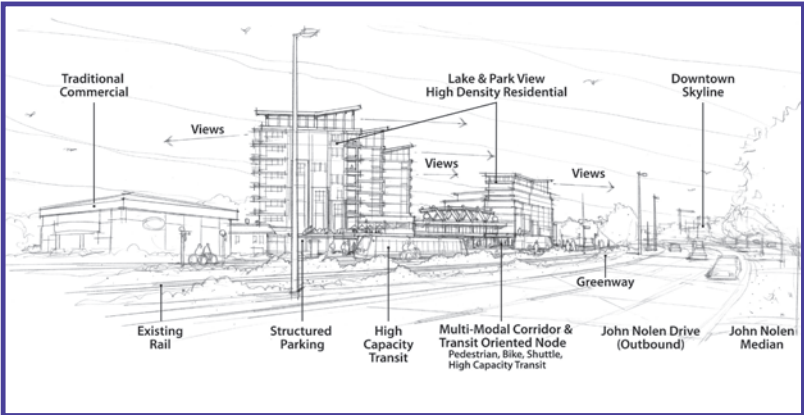 Traditional
Commercial
Lake & Park View
High Density Residential
Downtown
Skyline
Views
Views
Views
Greenway
Existing
Rail
Structured
Parking
High
Capacity
Transit
Multi-Modal Corridor &
Transit Oriented Node
Pedestrian, Bike, Shuttle,
High Capacity Transit
John Nolen Drive
(Outbound)
John Nolen
Median